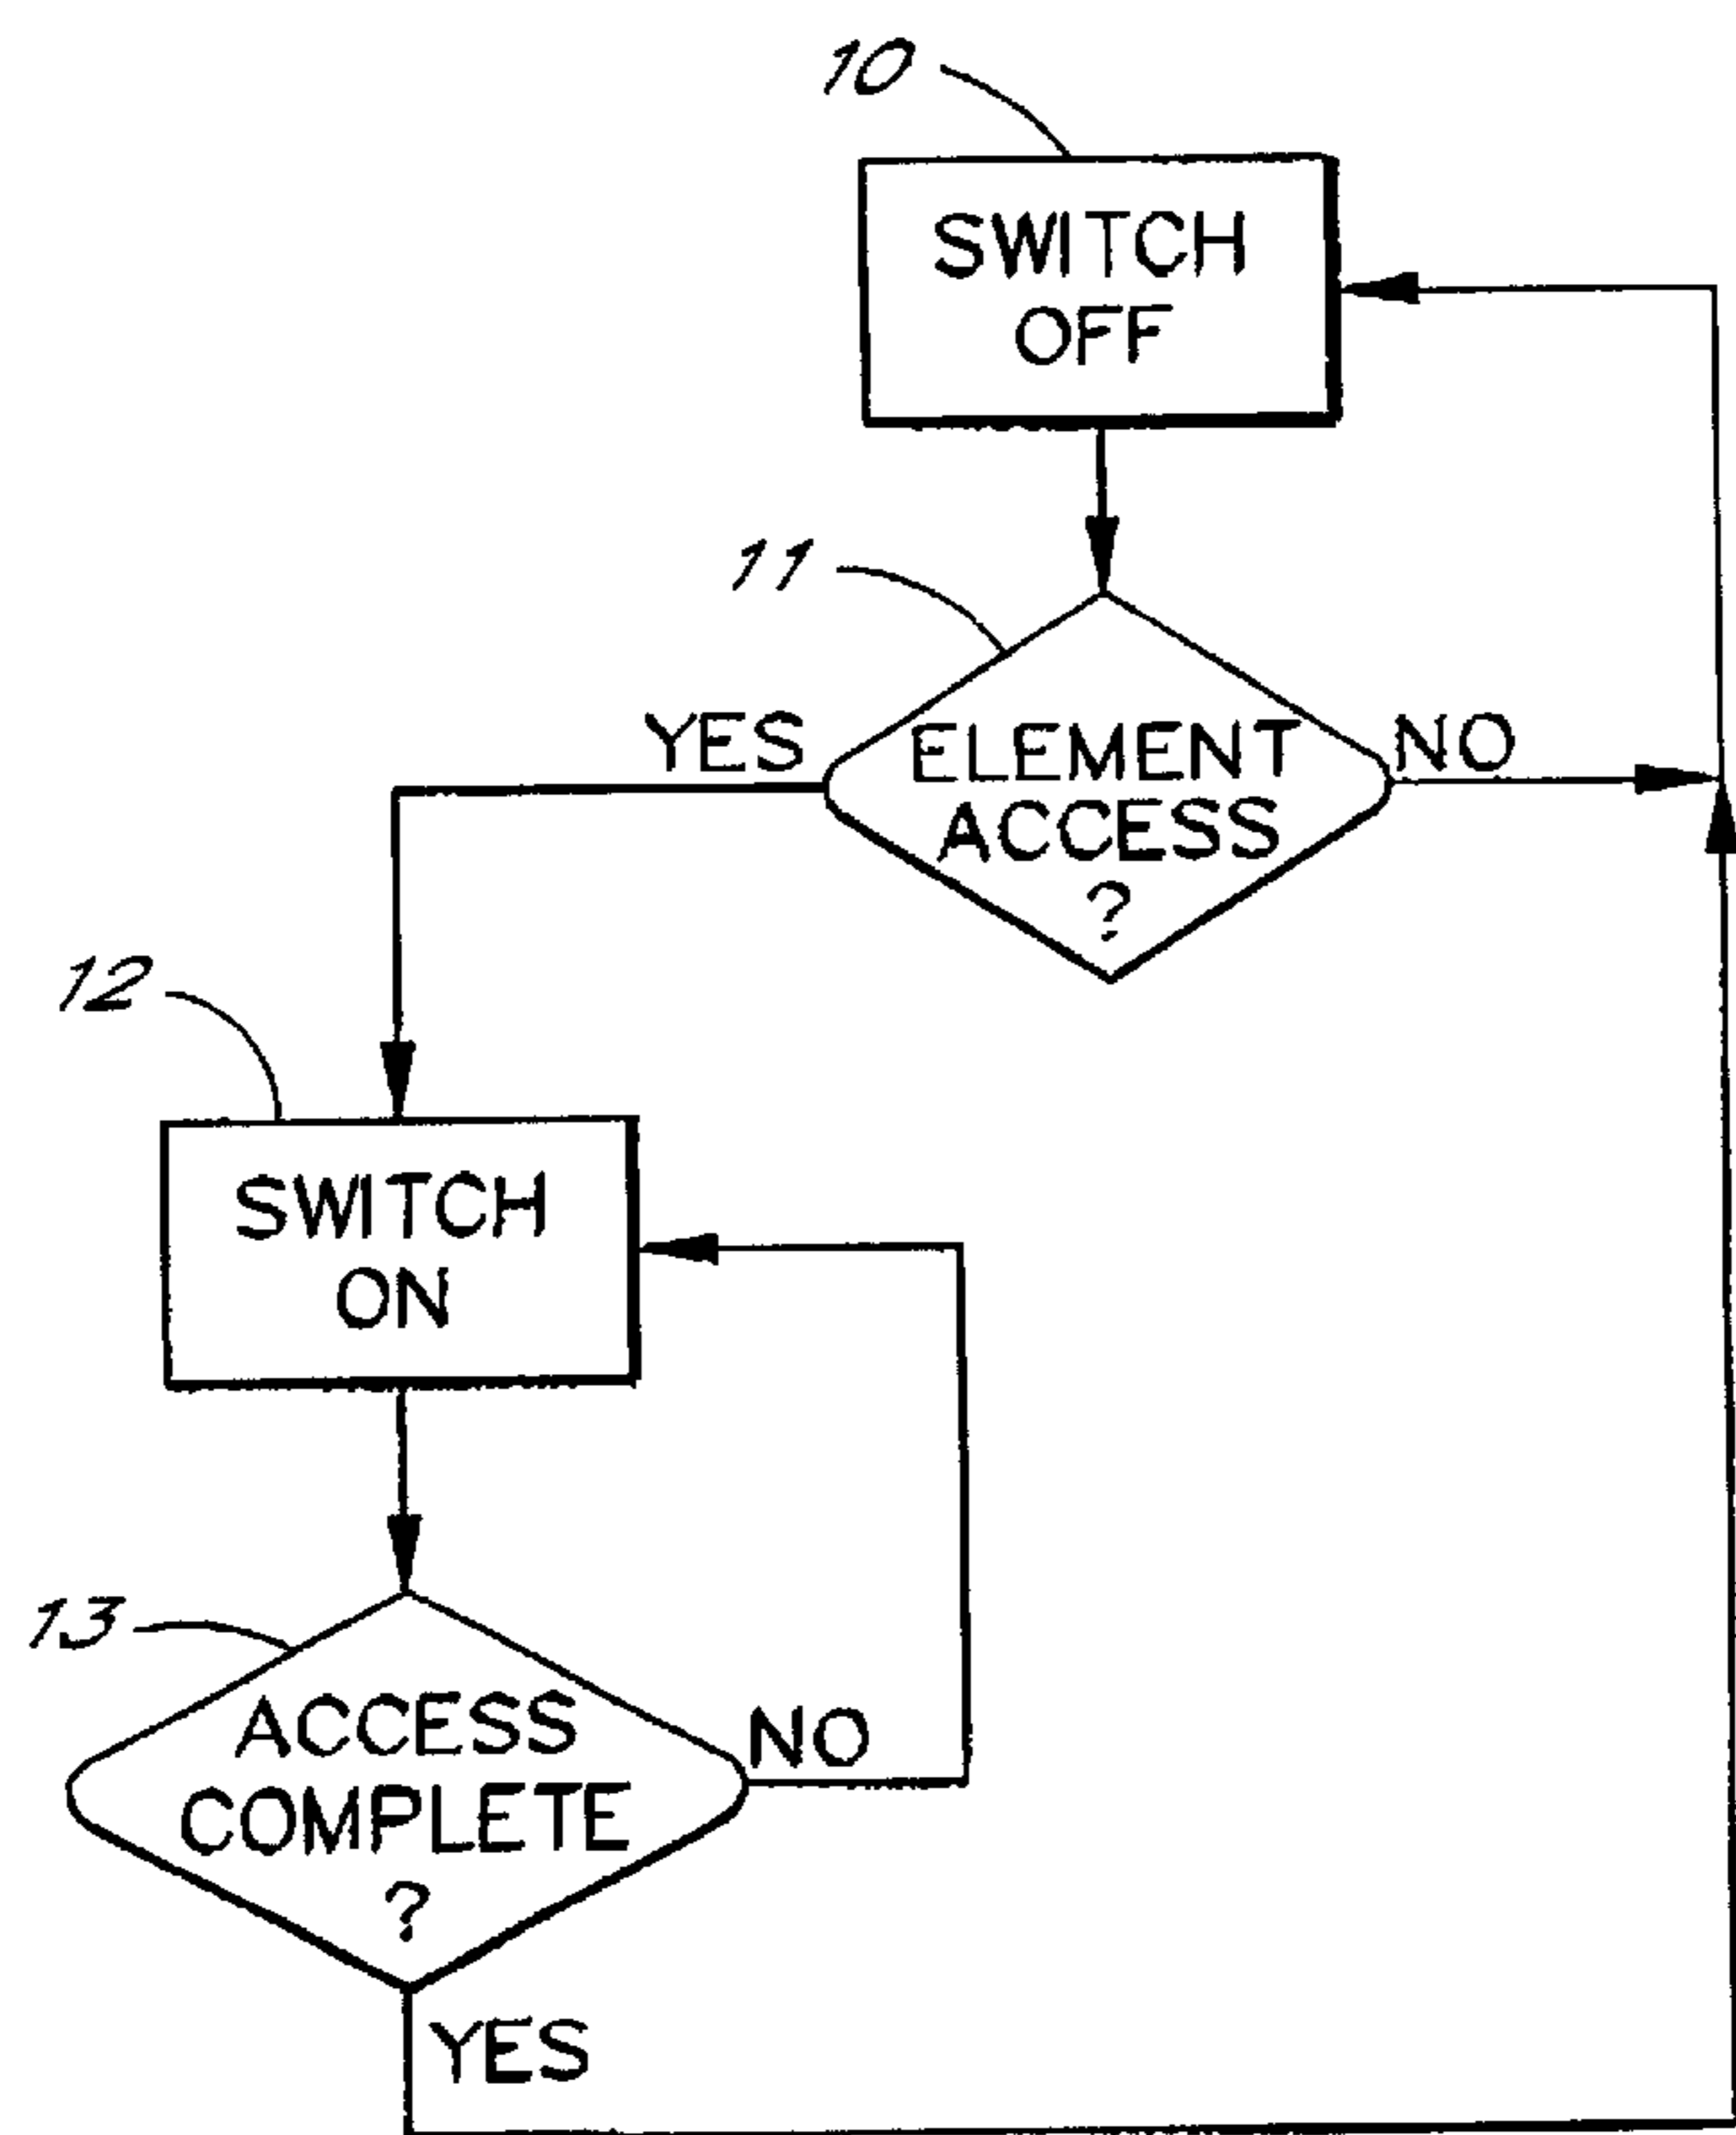 10
SWITCH
OFF
11
YES
ELEMENT
ACCESS
?
NO
12
SWITCH
ON
13
ACCESS
COMPLETE
?
NO
YES